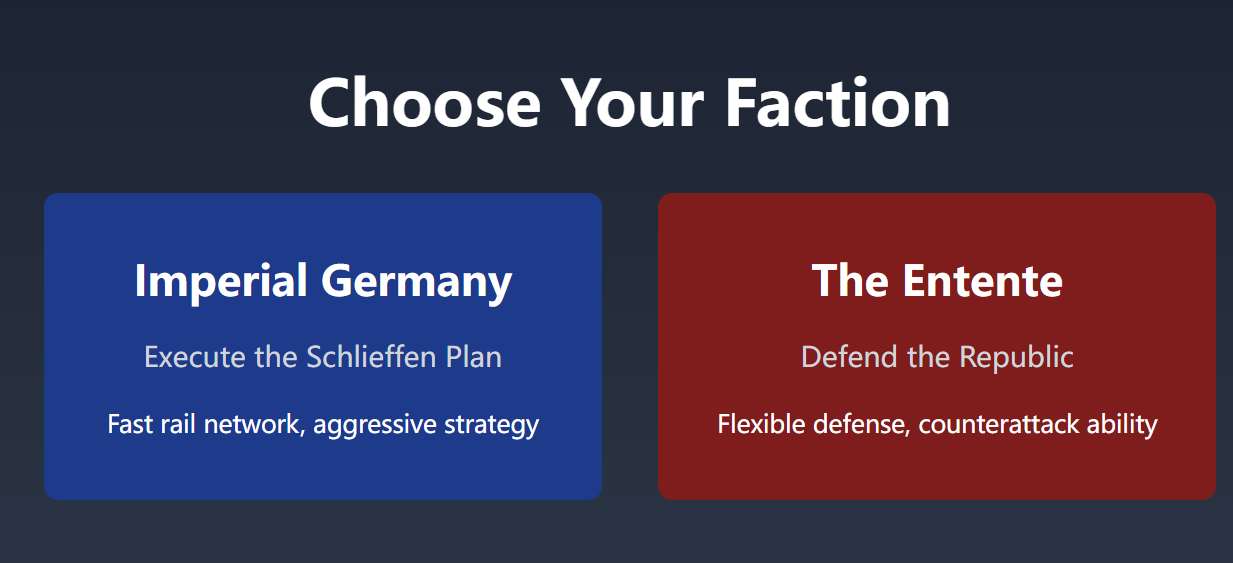 Choose Your Faction
Imperial Germany
Execute the Schlieffen Plan
Fast rail network, aggressive strategy
The Entente
Defend the Republic
Flexible defense, counterattack ability